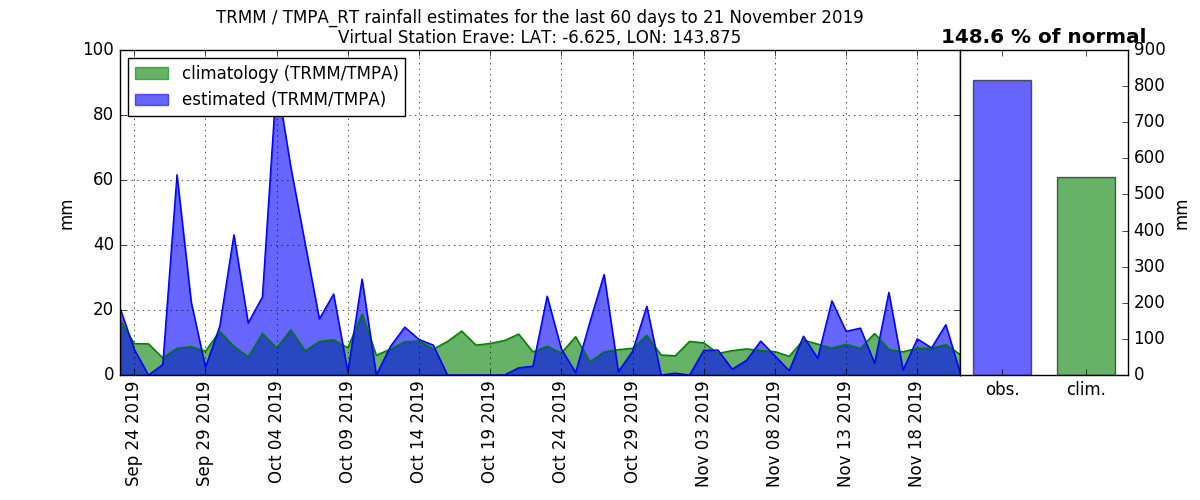 TRMM / TMPA_RT rainfall estimates for the last 60 days to 21 November 2019
Virtual Station Erave: LAT: -6.625, LON: 143.875
148.6 % of normal
climatology (TRMM/TMPA)
estimated (TRMM/TMPA)
100
80
60
40
20
0
mm
Sep 24 2019
Sep 29 2019
Oct 04 2019
Oct 09 2019
Oct 14 2019
Oct 19 2019
Oct 24 2019
Oct 29 2019
Nov 03 2019
Nov 08 2019
Nov 13 2019
Nov 18 2019
obs.
clim.
900
800
700
600
500
400
300
200
100
0
mm